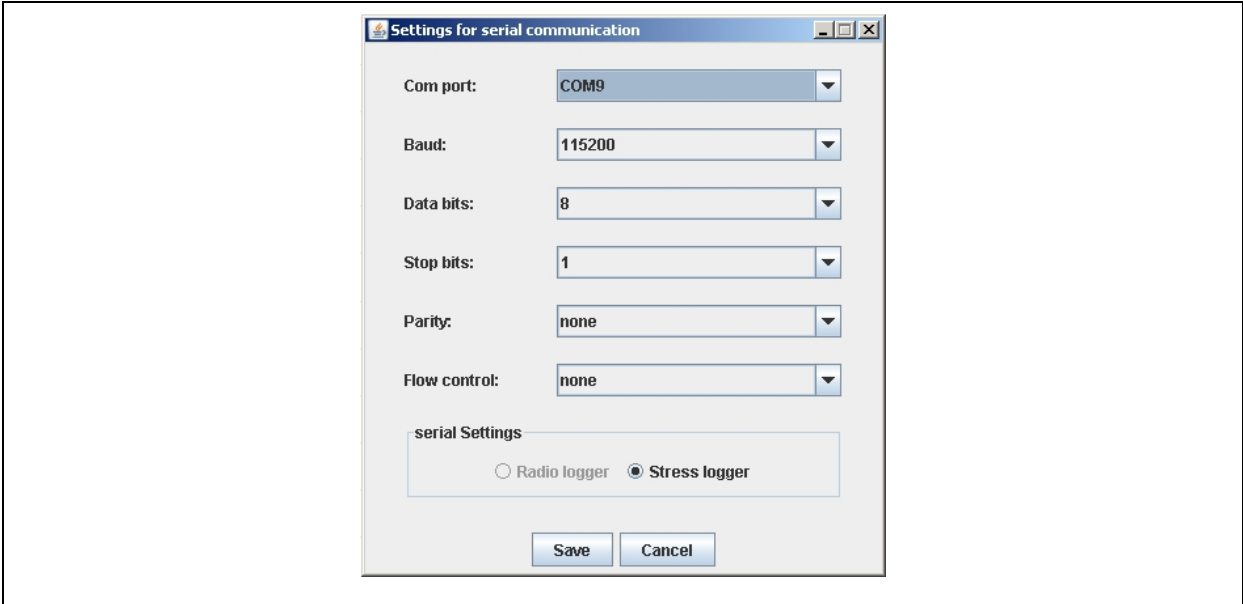 Settings for serial communication
Com port: COM9
Baud: 115200
Data bits: 8
Stop bits: 1
Parity: none
Flow control: none
serial Settings
Radio logger Stress logger
Save Cancel